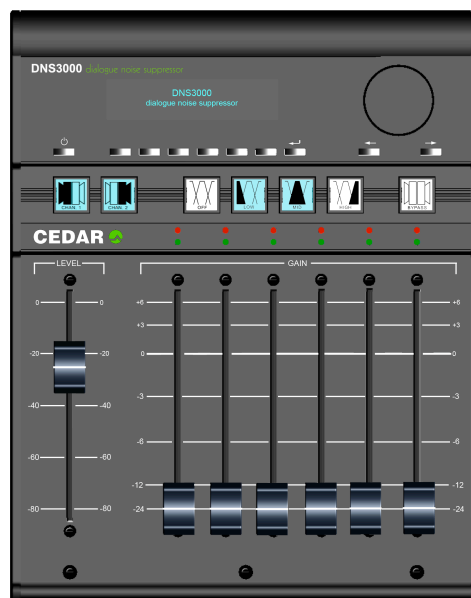 DNS3000 dialogue noise suppressor
DNS3000
dialogue noise suppressor
CHAN. 1 CHAN. 2 OFF LOW MID HIGH BYPASS
CEDAR
LEVEL GAIN
0 0 +6 +6
+3 +3
-20 -20 0 0
-40 -40 -3 -3
-60 -60 -6 -6
-80 -80 -12 -12
-24 -24